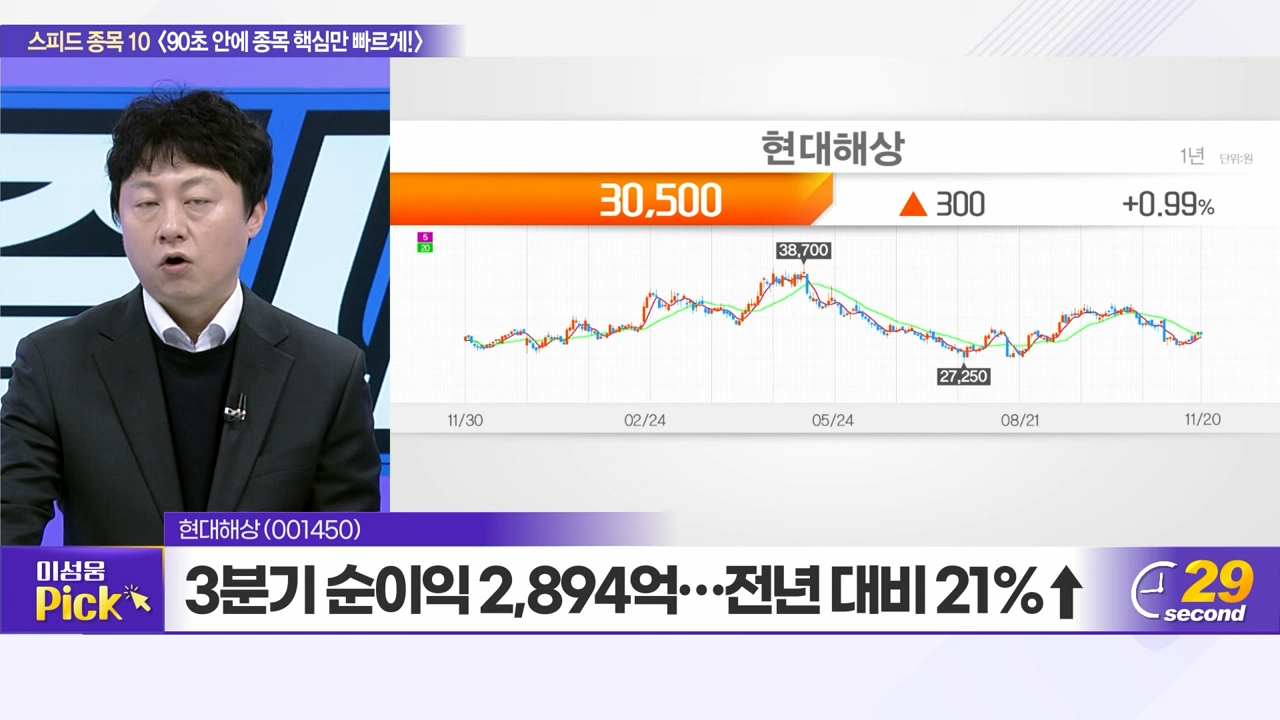 스피드 종목 10 <90초 안에 종목 핵심만 빠르게!>
현대해상
1년 단위:원
30,500 ▲ 300 +0.99%
5
20
38,700
27,250
11/30 02/24 05/24 08/21 11/20
현대해상 (001450)
이성웅
Pick
3분기 순이익 2,894억…전년 대비 21%↑
29
second